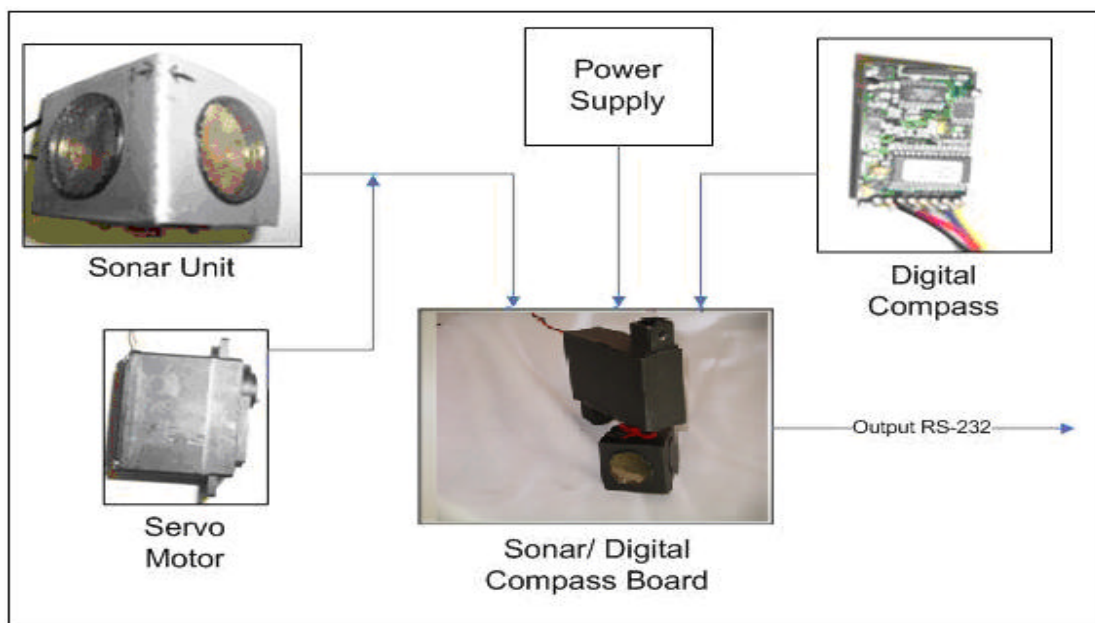 Power
Supply
Sonar Unit
Digital
Compass
Servo
Motor
Output RS-232
Sonar/ Digital
Compass Board